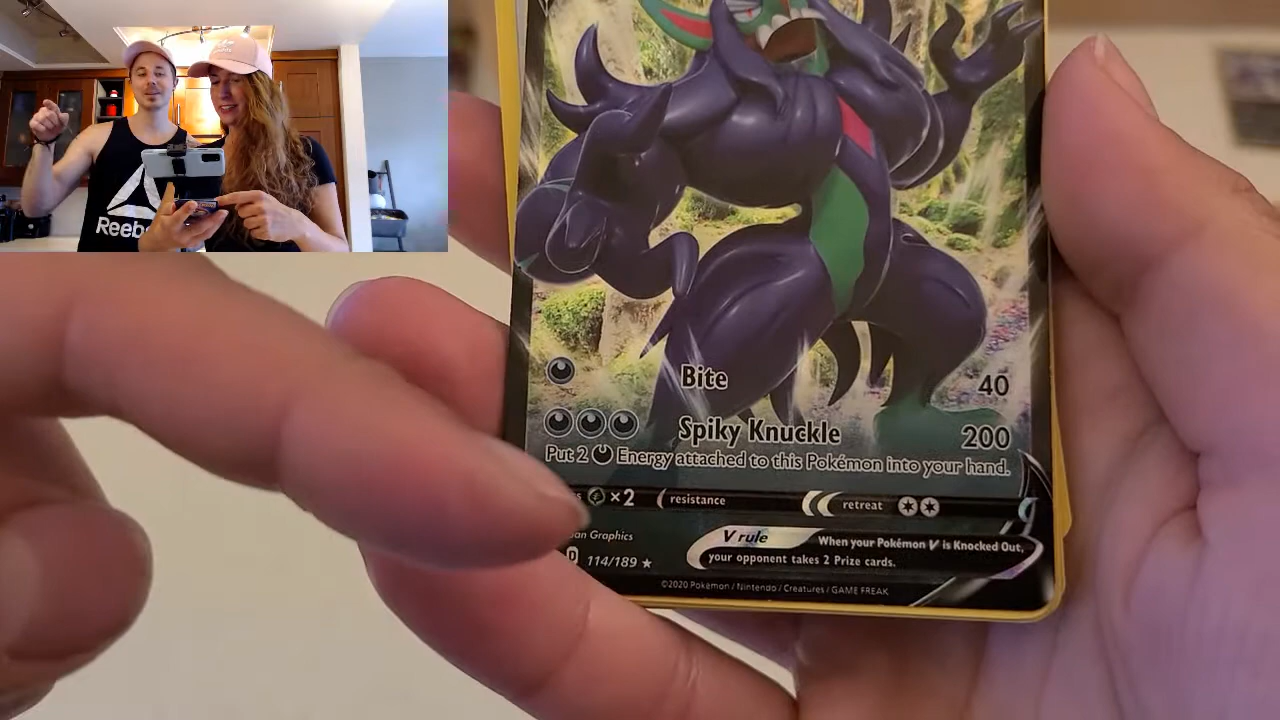 Reeb
Bite 40
Spiky Knuckle 200
Put 2 Energy attached to this Pokémon into your hand.
×2 resistance retreat
Graphics
V rule When your Pokémon V is Knocked Out,
your opponent takes 2 Prize cards.
D 114/189
©2020 Pokémon / Nintendo / Creatures / GAME FREAK